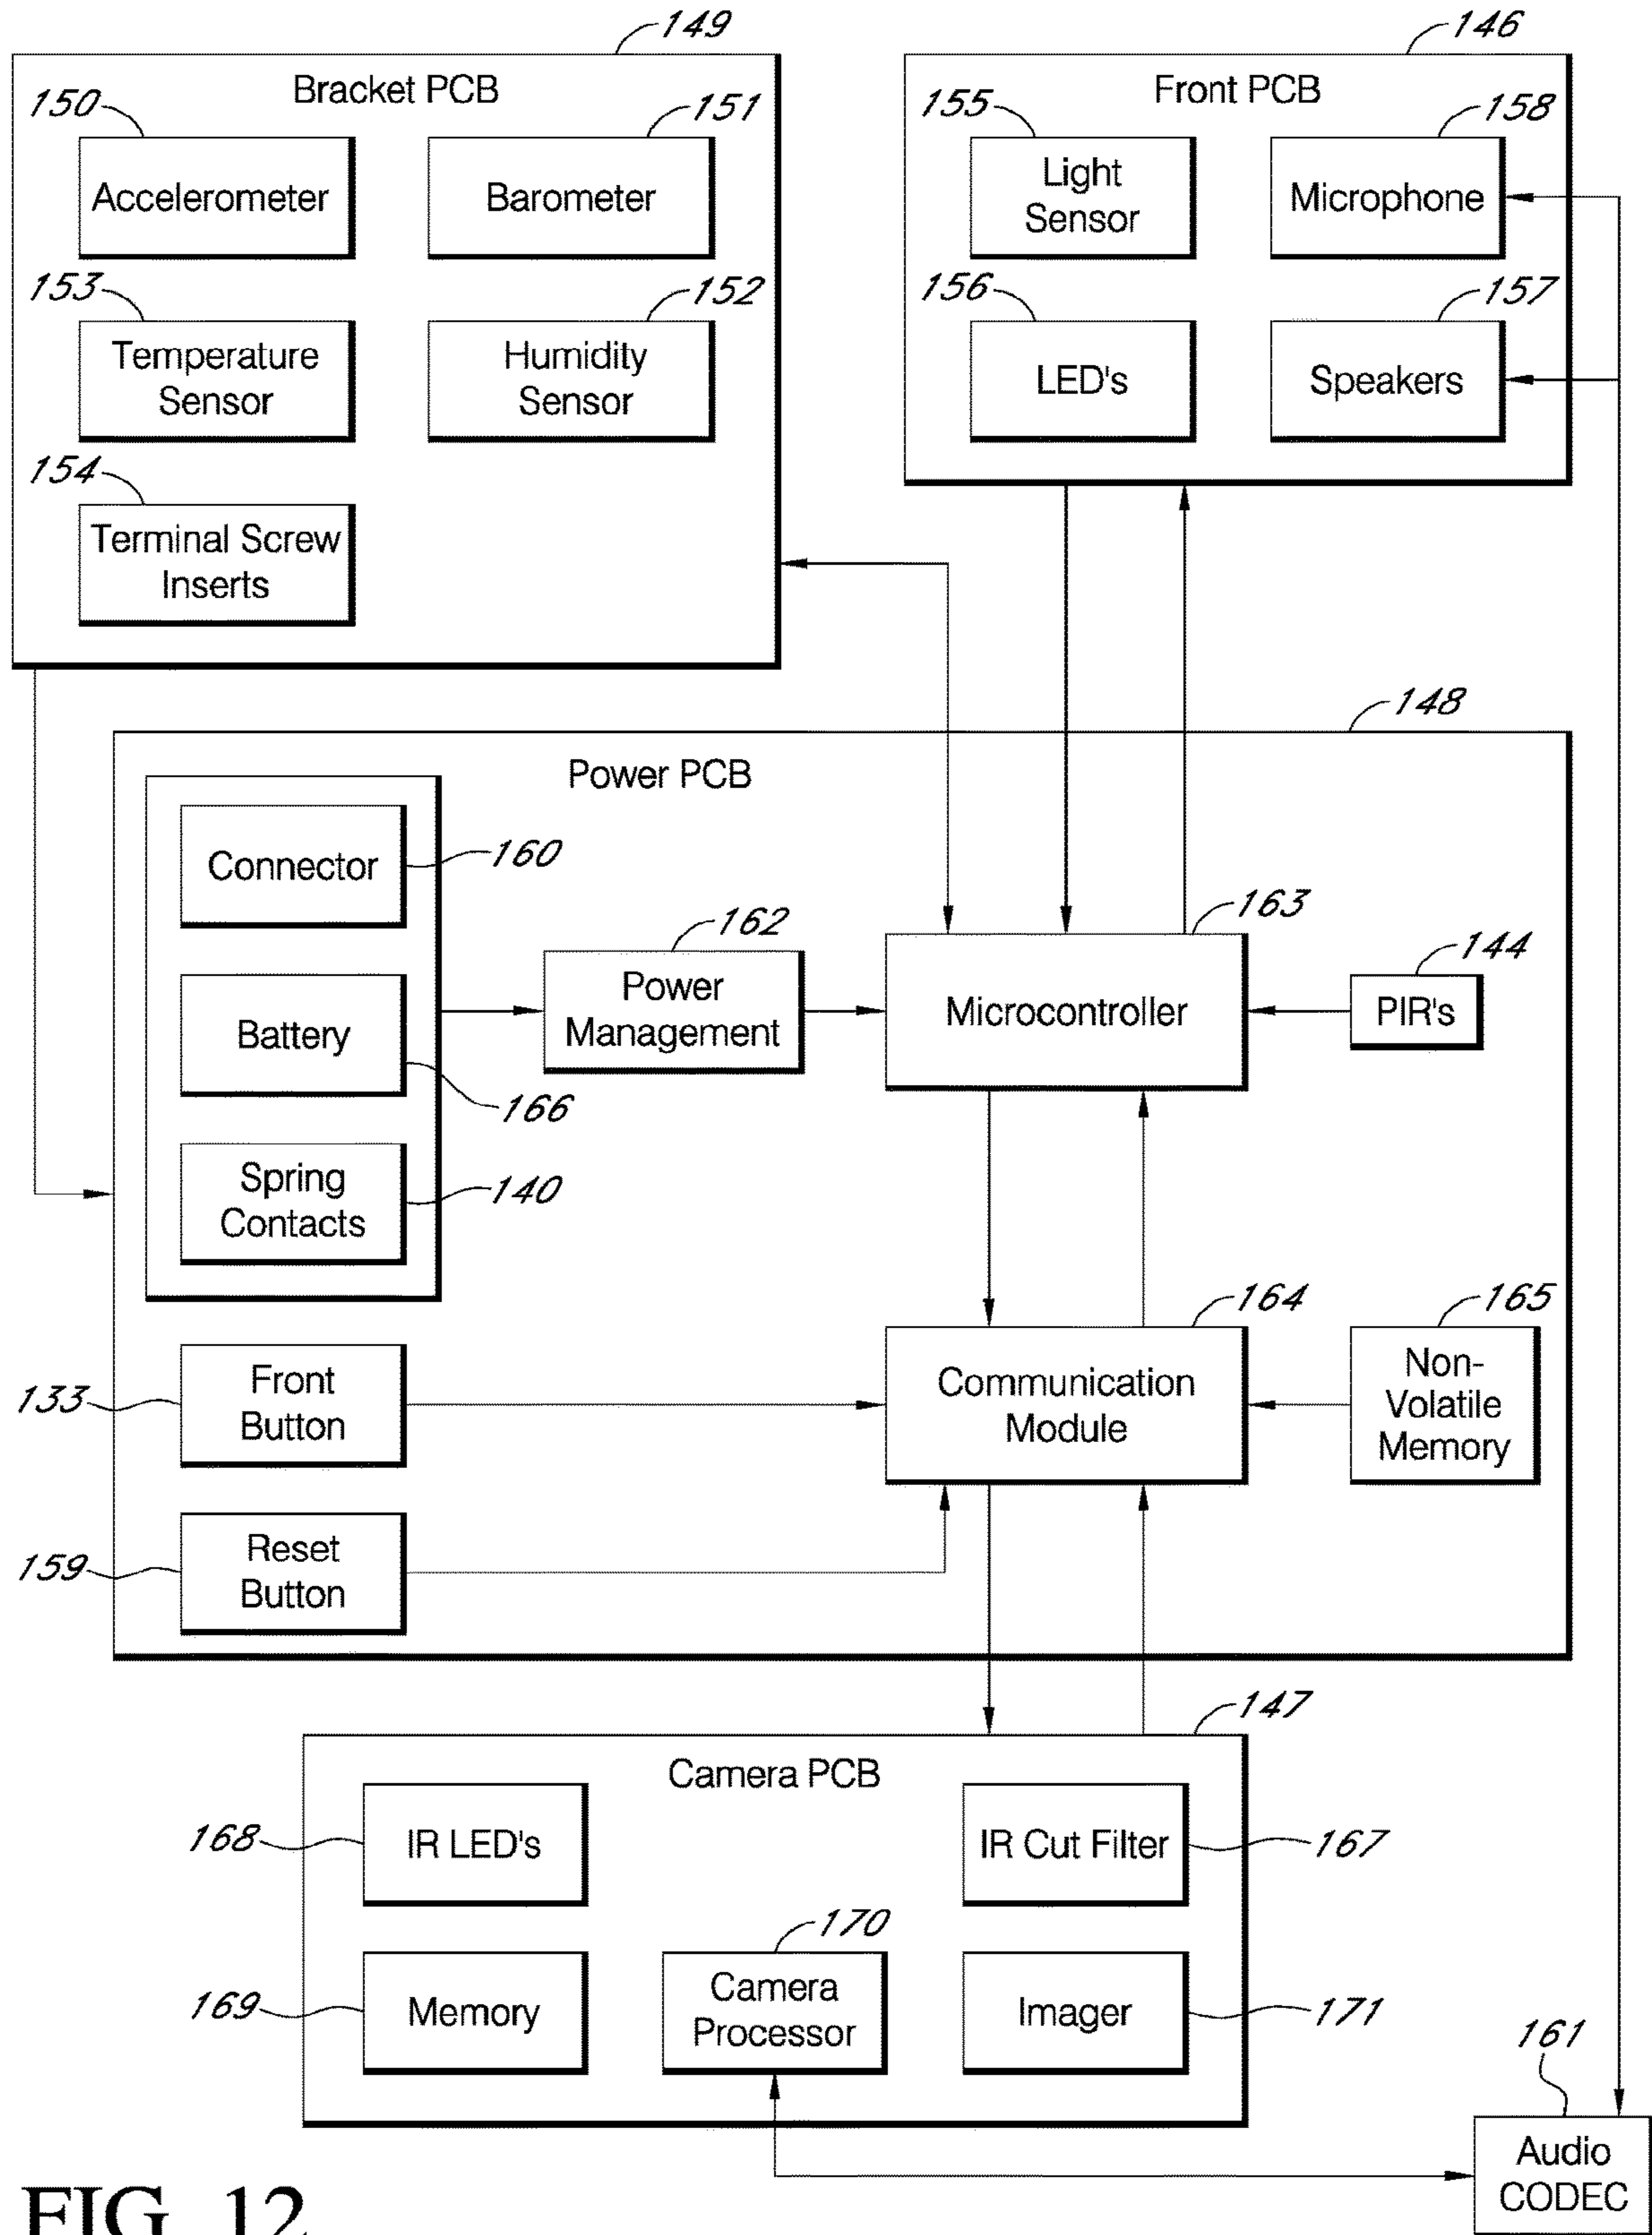 149
Bracket PCB
150
Accelerometer
151
Barometer
153
Temperature
Sensor
152
Humidity
Sensor
154
Terminal Screw
Inserts
146
Front PCB
155
Light
Sensor
158
Microphone
156
LED's
157
Speakers
148
Power PCB
Connector
160
Battery
166
Spring
Contacts
140
162
Power
Management
163
Microcontroller
144
PIR's
133
Front
Button
164
Communication
Module
165
Non-
Volatile
Memory
159
Reset
Button
147
Camera PCB
168
IR LED's
IR Cut Filter
167
169
Memory
170
Camera
Processor
Imager
171
161
Audio
CODEC
FIG. 12